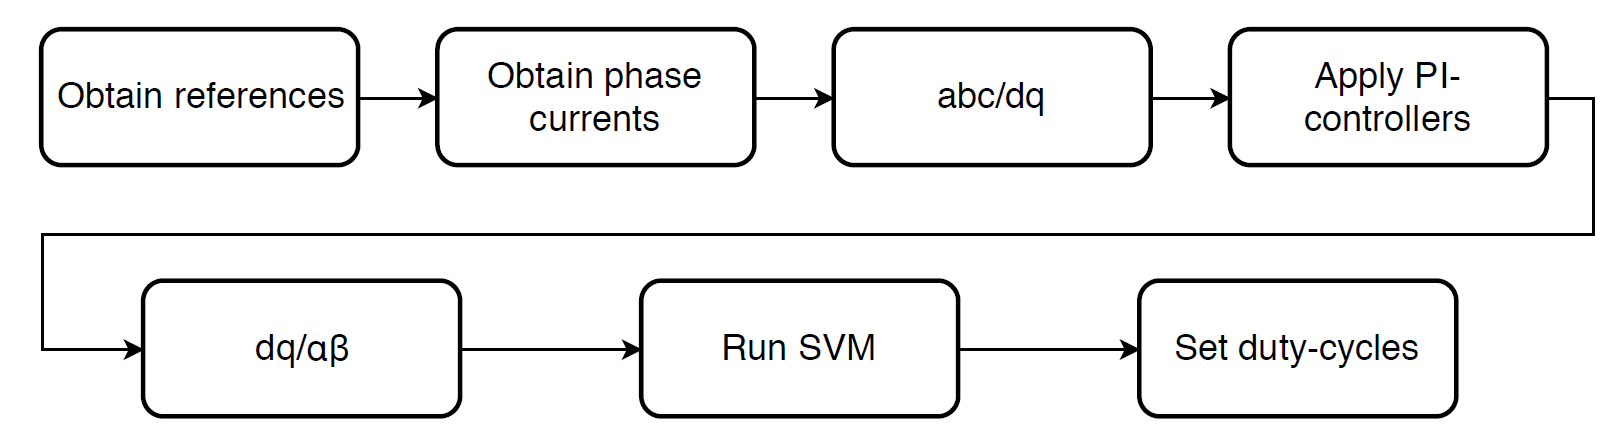 Obtain references
Obtain phase
currents
abc/dq
Apply PI-
controllers
dq/αβ
Run SVM
Set duty-cycles